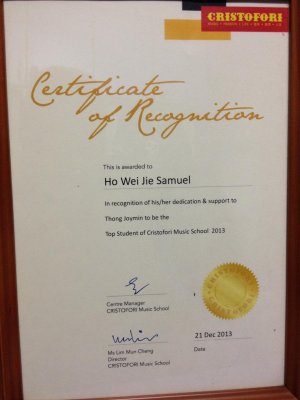 CRISTOFORI
Certificate
of Recognition
This is awarded to
Ho Wei Jie Samuel
In recognition of his/her dedication & support to
Thong Joymin to be the
Top Student of Cristofori Music School 2013
CRISTOFORI
Centre Manager
CRISTOFORI Music School
21 Dec 2013
Ms Lim Mun Cheng
Date
Director
CRISTOFORI Music School